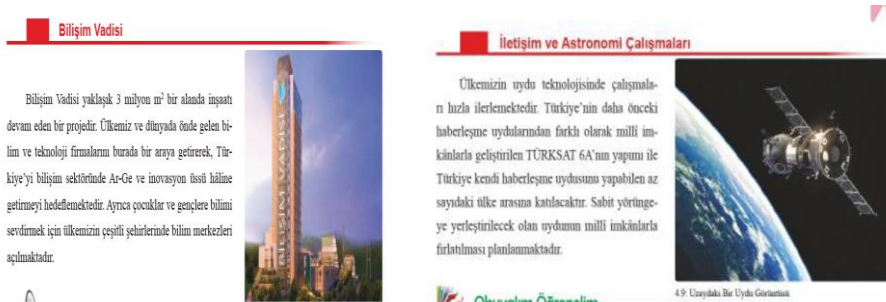 Bilişim Vadisi
Bilişim Vadisi yaklaşık 3 milyon m² bir alanda inşaatı
devam eden bir projedir. Ülkemiz ve dünyada önde gelen bi-
lim ve teknoloji firmalarını burada bir araya getirerek, Tür-
kiye'yi bilişim sektöründe Ar-Ge ve inovasyon üssü hâline
getirmeyi hedeflemektedir. Ayrıca çocuklar ve gençlere bilimi
sevdirmek için ülkemizin çeşitli şehirlerinde bilim merkezleri
açılmaktadır.
BİLİŞİM VADİSİ
İletişim ve Astronomi Çalışmaları
Ülkemizin uydu teknolojisinde çalışmala-
rı hızla ilerlemektedir. Türkiye'nin daha önceki
haberleşme uydularından farklı olarak millî im-
kânlarla geliştirilen TÜRKSAT 6A'nın yapımı ile
Türkiye kendi haberleşme uydusunu yapabilen az
sayıdaki ülke arasına katılacaktır. Sabit yörünge-
ye yerleştirilecek olan uydunun millî imkânlarla
fırlatılması planlanmaktadır.
4.9: Uzaydaki Bir Uydu Görüntüsü
Okuyalım Öğrenelim